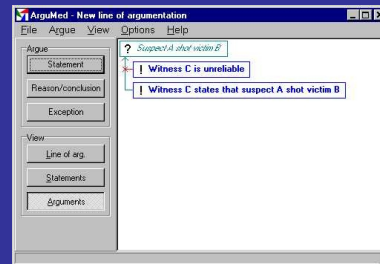 ArguMed - New line of argumentation
File Argue View Options Help
Argue
Statement
Reason/conclusion
Exception
View
Line of arg.
Statements
Arguments
? Suspect A shot victim B
! Witness C is unreliable
! Witness C states that suspect A shot victim B